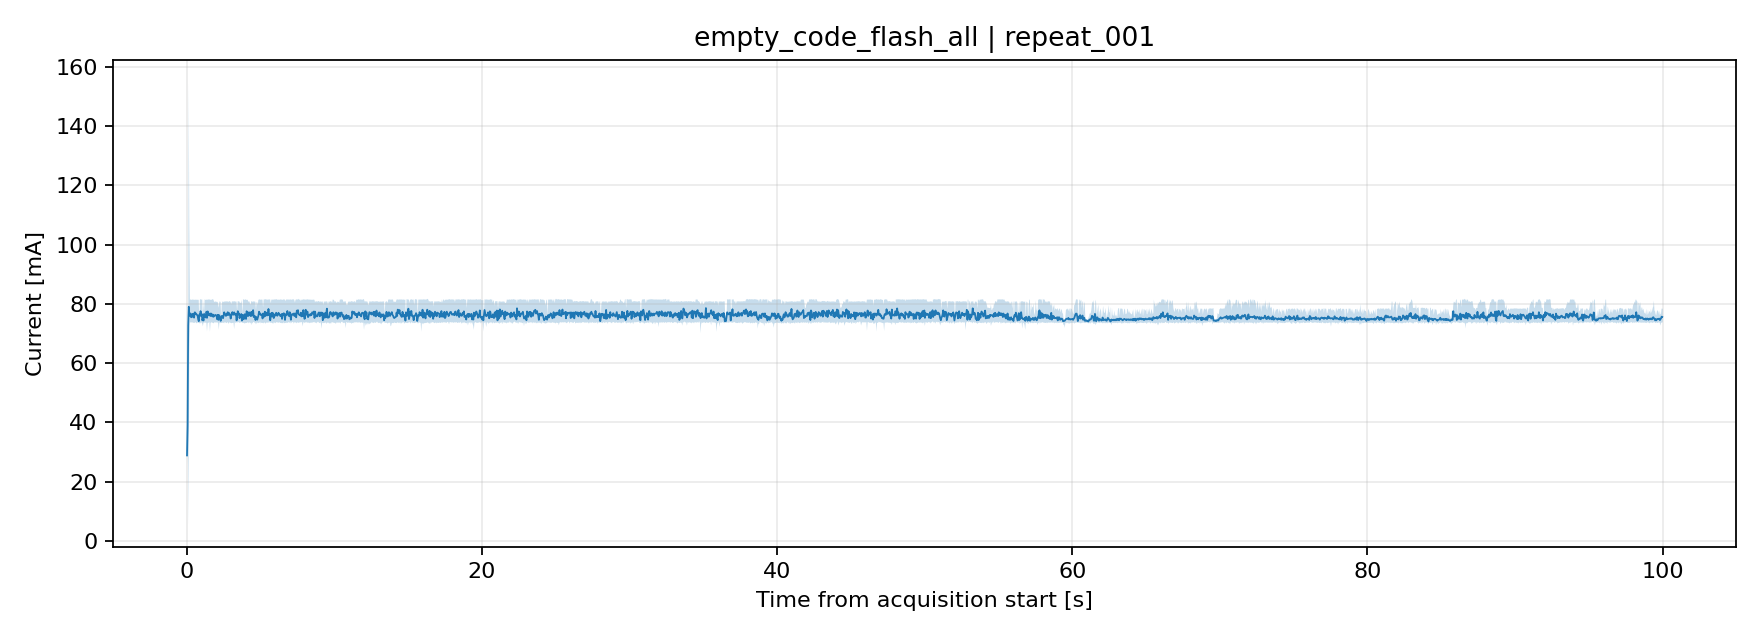 empty_code_flash_all | repeat_001
160
140
120
100
80
60
40
20
0
Current [mA]
0 20 40 60 80 100
Time from acquisition start [s]